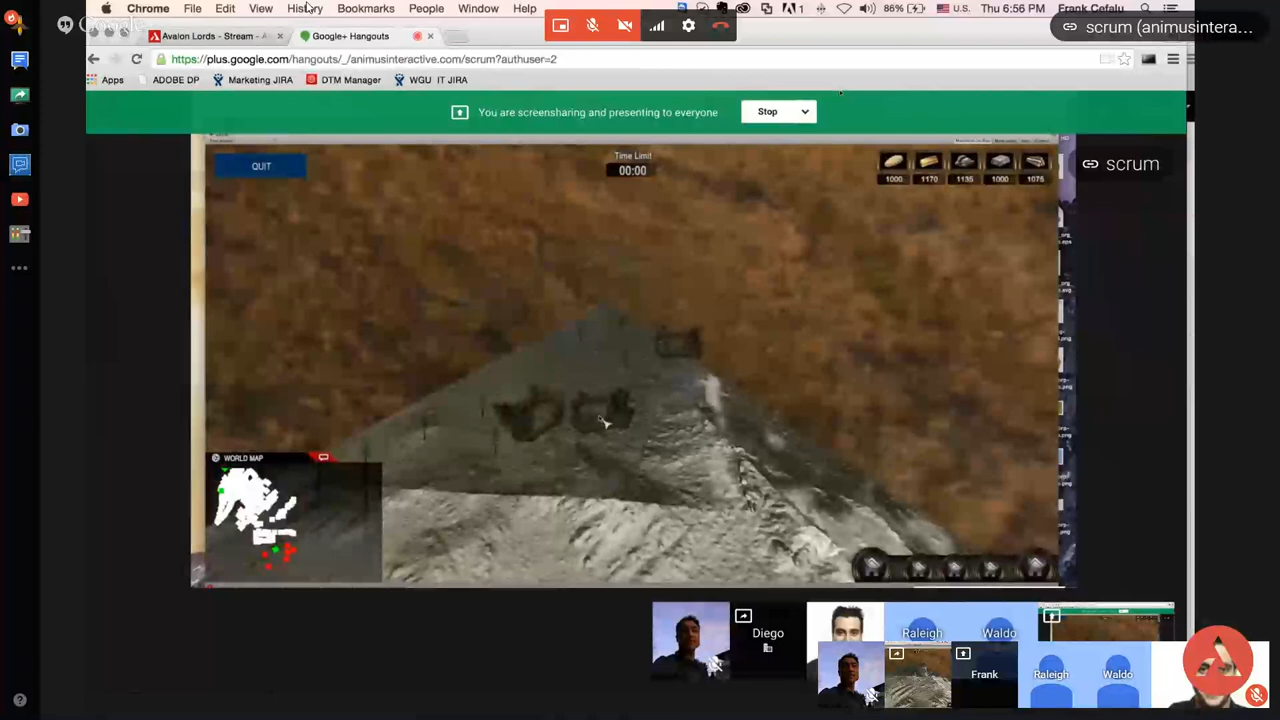 Chrome File Edit View History Bookmarks People Window Help 86% U.S. Thu 6:56 PM Frank Cefalu
Google
scrum (animusintera...
Avalon Lords - Stream - A
Google+ Hangouts
https://plus.google.com/hangouts/_/animusinteractive.com/scrum?authuser=2
Apps ADOBE DP Marketing JIRA DTM Manager WGU IT JIRA
You are screensharing and presenting to everyone Stop
scrum
QUIT
Time Limit
00:00
1000 1170 1135 1000 1075
WORLD MAP
Diego
Raleigh
Waldo
Frank
Raleigh
Waldo